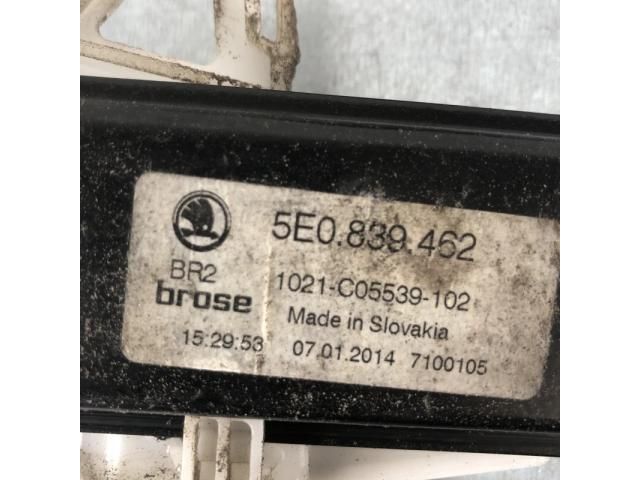 5E0.839.462
BR2
1021-C05539-102
brose
Made in Slovakia
15:29:53 07.01.2014 7100105